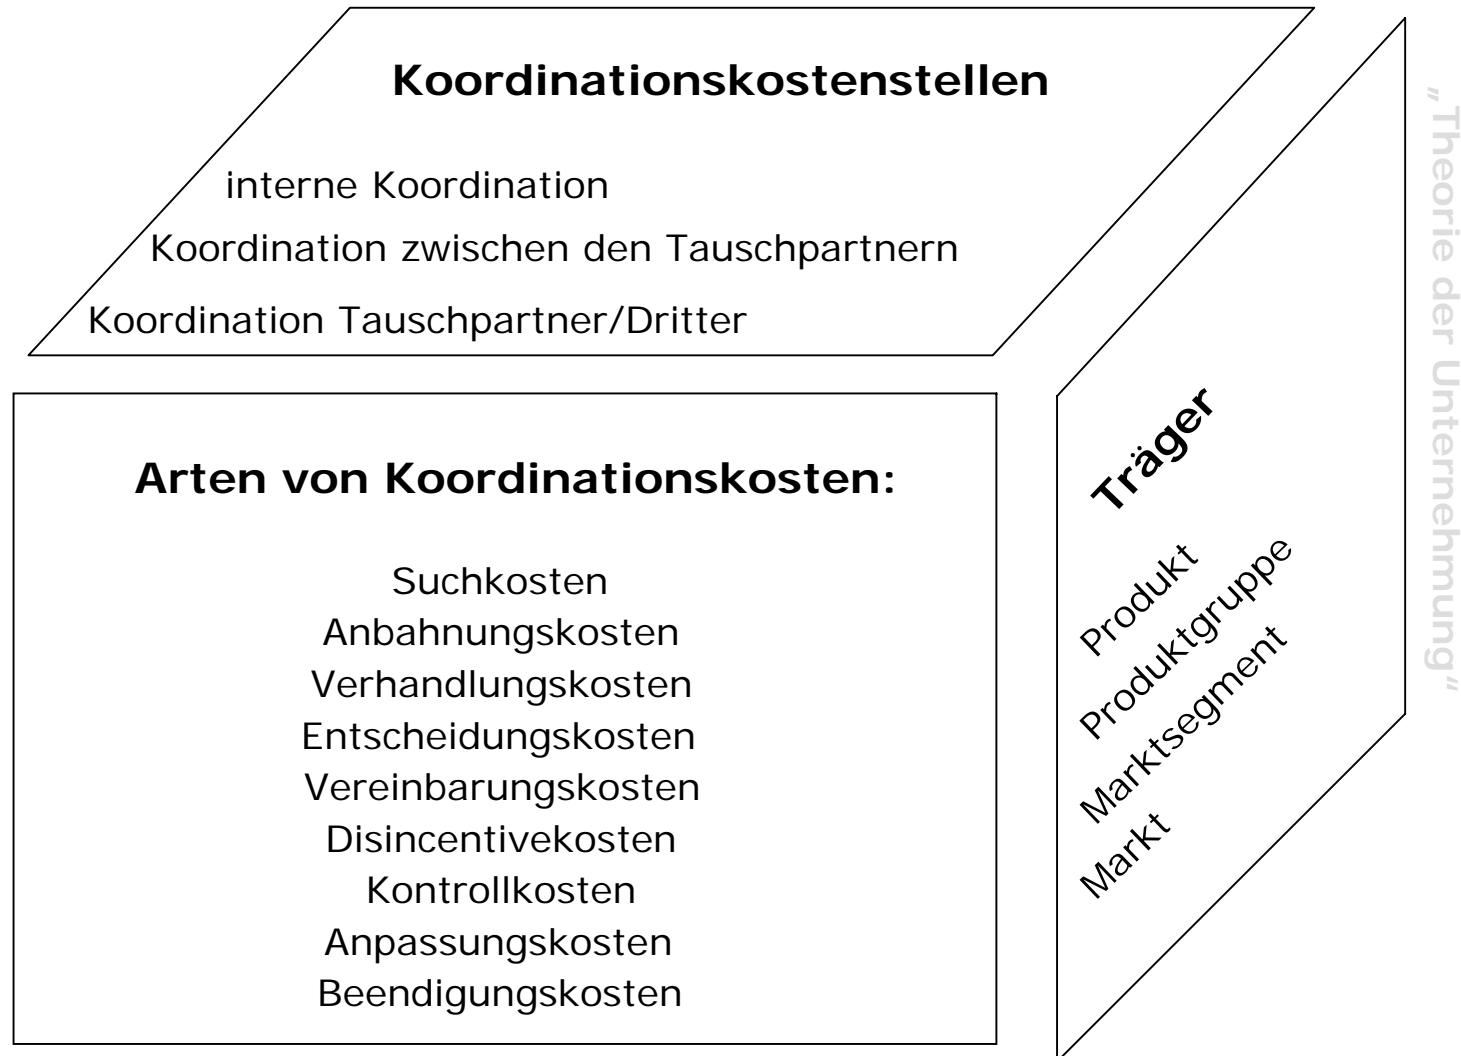 Koordinationskostenstellen
interne Koordination
Koordination zwischen den Tauschpartnern
Koordination Tauschpartner/Dritter
Arten von Koordinationskosten:
Suchkosten
Anbahnungskosten
Verhandlungskosten
Entscheidungskosten
Vereinbarungskosten
Disincentivekosten
Kontrollkosten
Anpassungskosten
Beendigungskosten
Träger
Produkt
Produktgruppe
Marktsegment
Markt
„Theorie der Unternehmung“